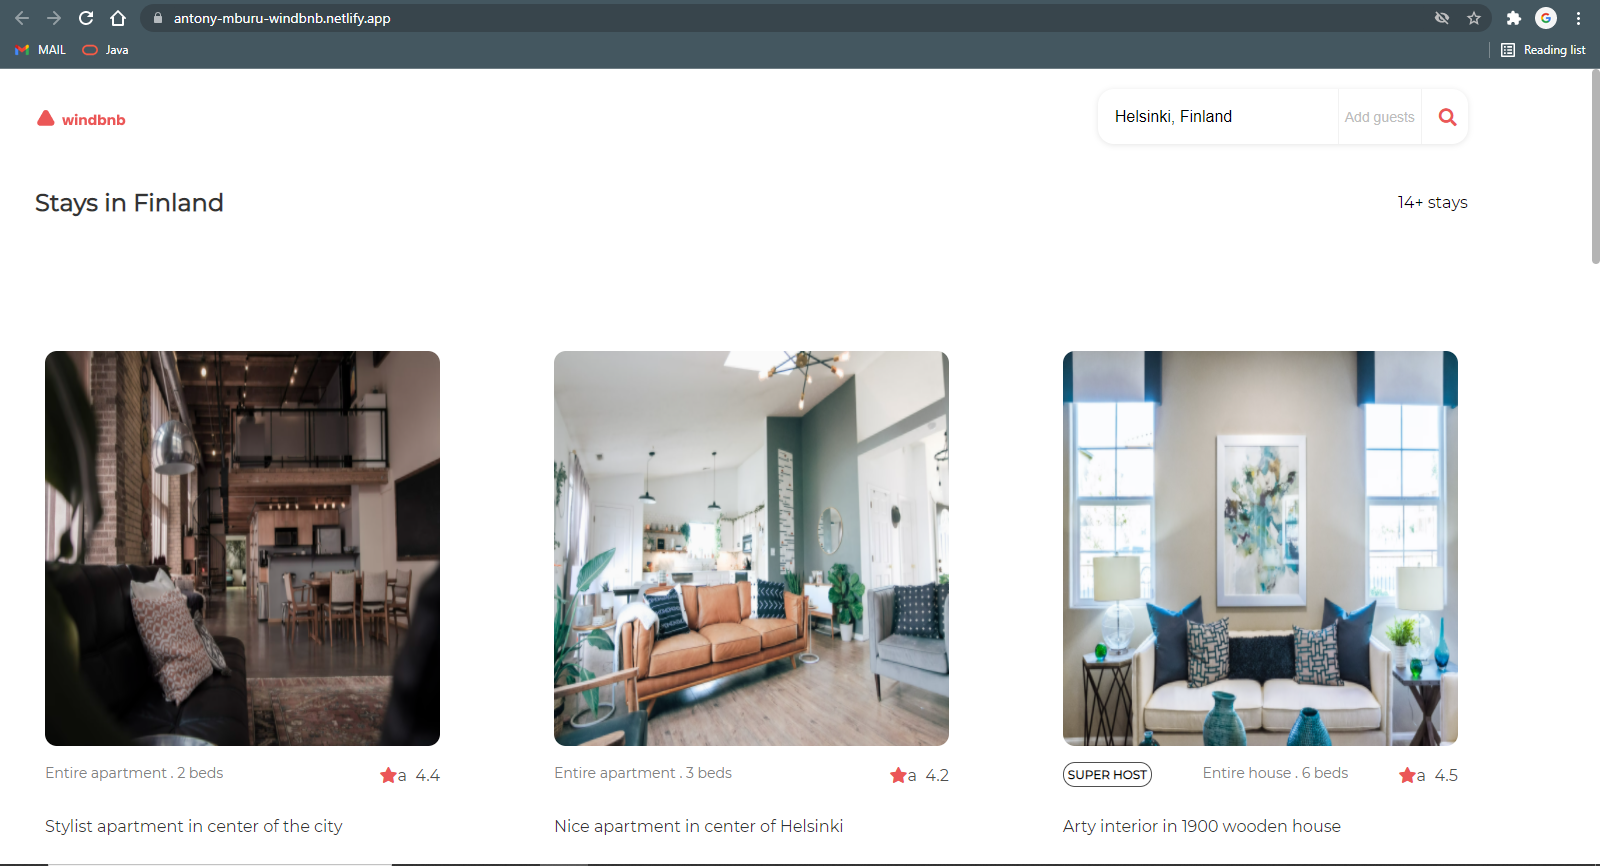 antony-mburu-windbnb.netlify.app
MAIL Java Reading list
windbnb
Helsinki, Finland Add guests
Stays in Finland 14+ stays
Entire apartment . 2 beds a 4.4
Stylist apartment in center of the city
Entire apartment . 3 beds a 4.2
Nice apartment in center of Helsinki
SUPER HOST Entire house . 6 beds a 4.5
Arty interior in 1900 wooden house